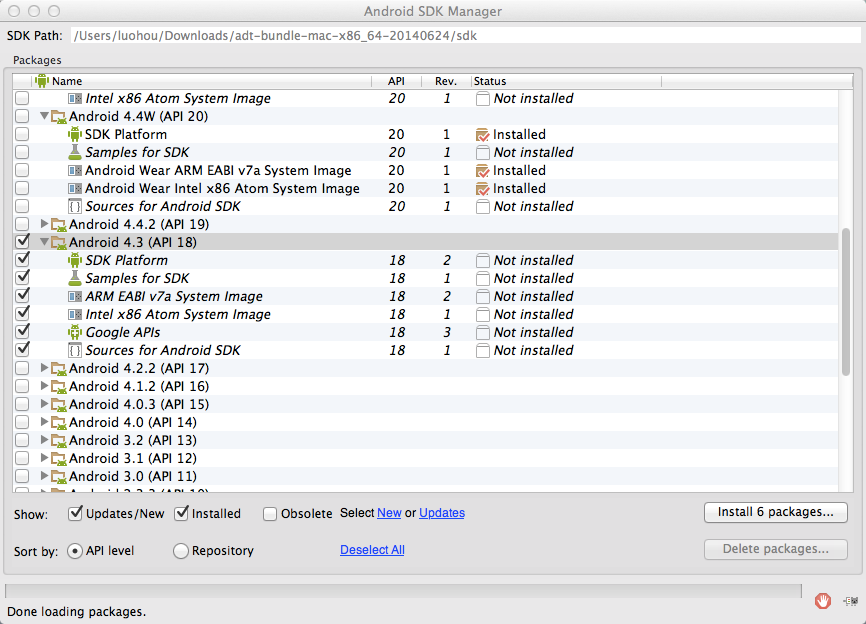 Android SDK Manager
SDK Path: /Users/luohou/Downloads/adt-bundle-mac-x86_64-20140624/sdk
Packages
Name API Rev. Status
Intel x86 Atom System Image 20 1 Not installed
Android 4.4W (API 20)
SDK Platform 20 1 Installed
Samples for SDK 20 1 Not installed
Android Wear ARM EABI v7a System Image 20 1 Installed
Android Wear Intel x86 Atom System Image 20 1 Installed
Sources for Android SDK 20 1 Not installed
Android 4.4.2 (API 19)
Android 4.3 (API 18)
SDK Platform 18 2 Not installed
Samples for SDK 18 1 Not installed
ARM EABI v7a System Image 18 2 Not installed
Intel x86 Atom System Image 18 1 Not installed
Google APIs 18 3 Not installed
Sources for Android SDK 18 1 Not installed
Android 4.2.2 (API 17)
Android 4.1.2 (API 16)
Android 4.0.3 (API 15)
Android 4.0 (API 14)
Android 3.2 (API 13)
Android 3.1 (API 12)
Android 3.0 (API 11)
Show: Updates/New Installed Obsolete Select New or Updates Install 6 packages...
Sort by: API level Repository Deselect All Delete packages...
Done loading packages.